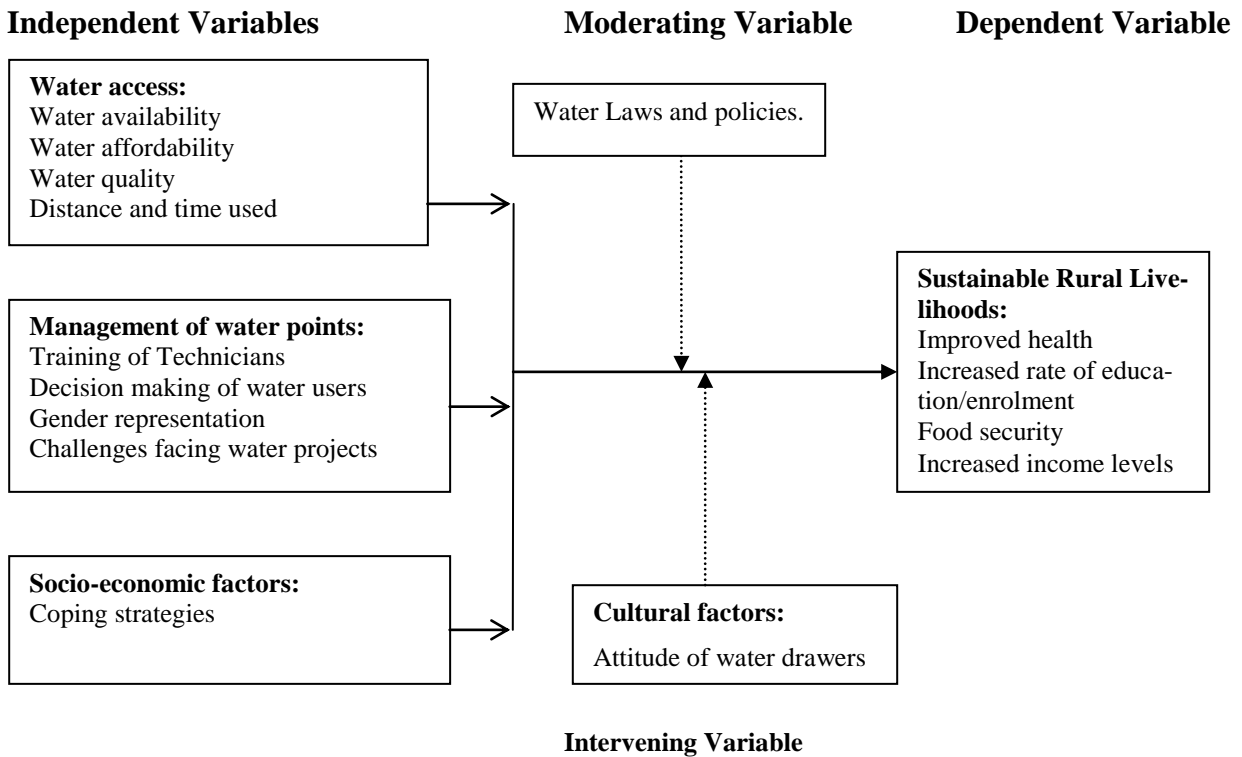 Independent Variables
Moderating Variable
Dependent Variable
Water access:
Water availability
Water affordability
Water quality
Distance and time used
Water Laws and policies.
Management of water points:
Training of Technicians
Decision making of water users
Gender representation
Challenges facing water projects
Sustainable Rural Live-
lihoods:
Improved health
Increased rate of educa-
tion/enrolment
Food security
Increased income levels
Socio-economic factors:
Coping strategies
Cultural factors:
Attitude of water drawers
Intervening Variable